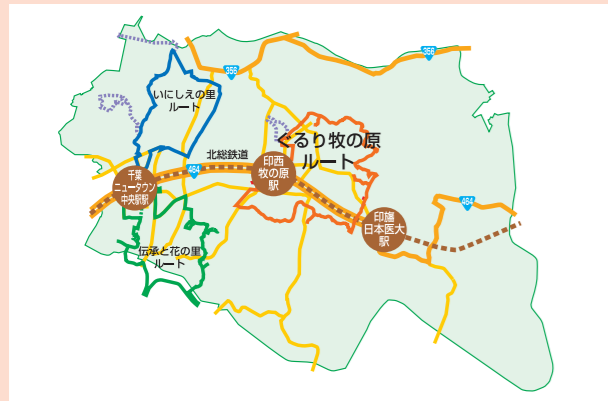 356
356
いにしえの里
ルート
ぐるり牧の原
ルート
北総鉄道
464
千葉
ニュータウン
中央駅駅
印西
牧の原
駅
464
印旛
日本医大
駅
伝承と花の里
ルート